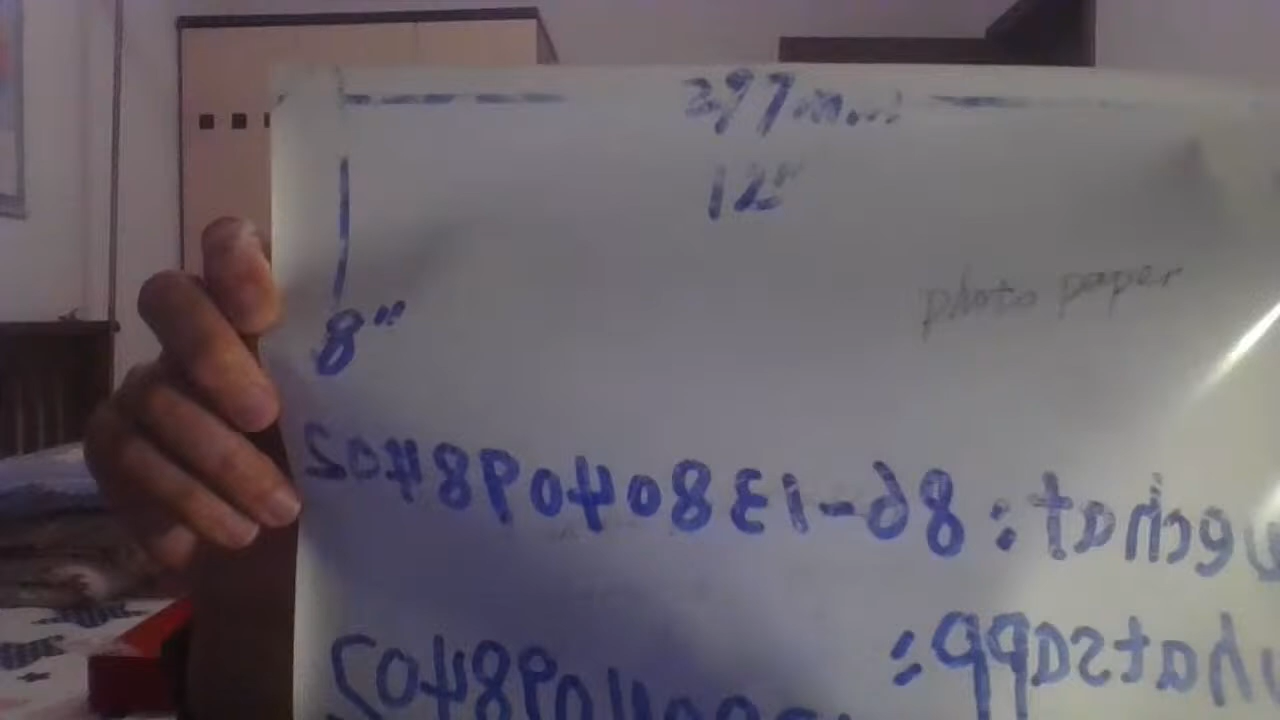 297mm
12"
photo paper
8"
wechat: 86-13804098402
whatsapp: